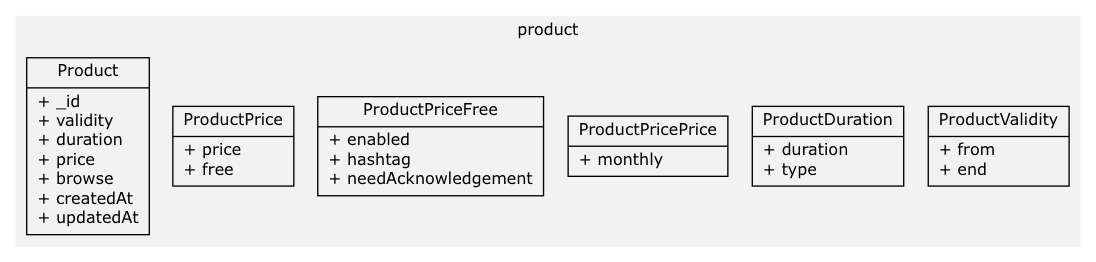 product
Product
+ _id
+ validity
+ duration
+ price
+ browse
+ createdAt
+ updatedAt
ProductPrice
+ price
+ free
ProductPriceFree
+ enabled
+ hashtag
+ needAcknowledgement
ProductPricePrice
+ monthly
ProductDuration
+ duration
+ type
ProductValidity
+ from
+ end